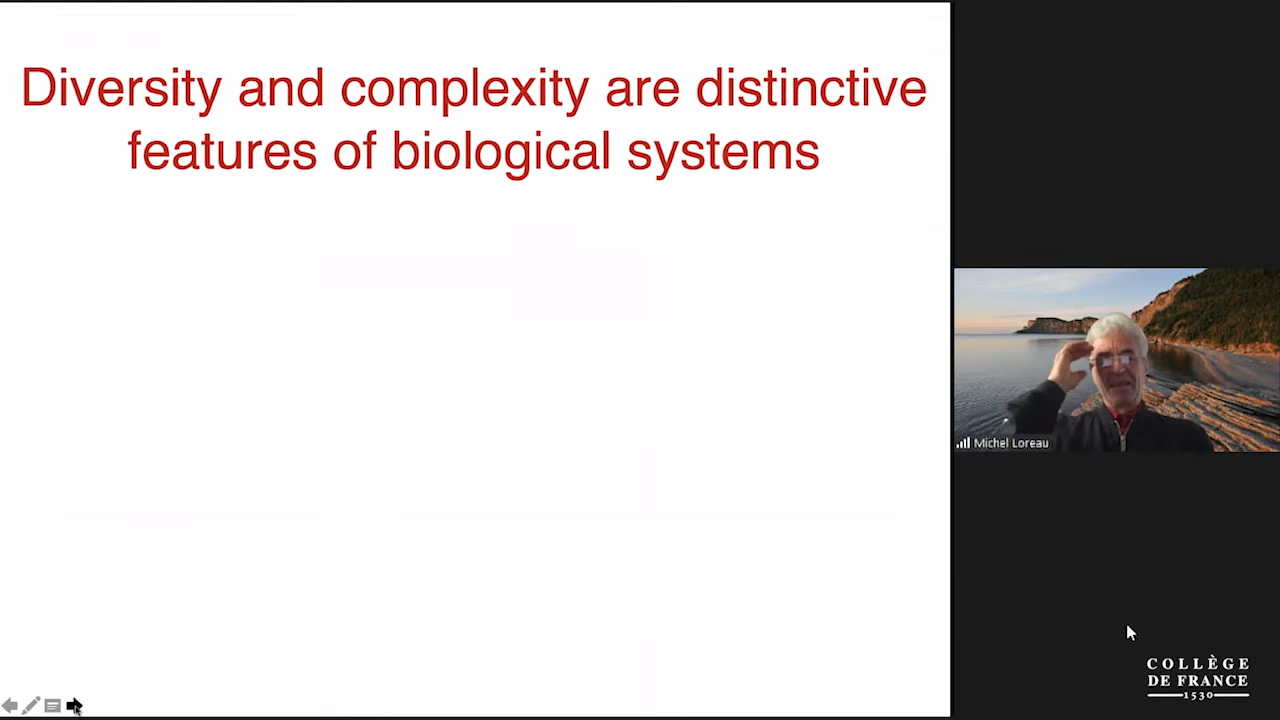 Diversity and complexity are distinctive
features of biological systems
Michel Loreau
COLLÈGE
DE FRANCE
1530